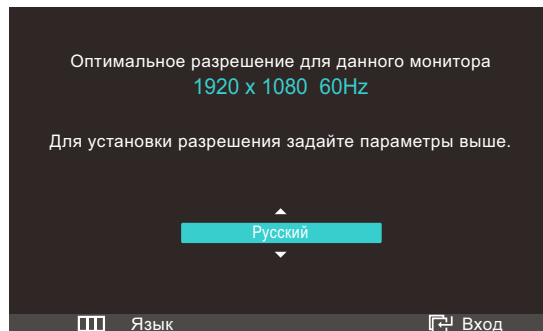 Оптимальное разрешение для данного монитора
1920 x 1080 60Hz
Для установки разрешения задайте параметры выше.
Русский
Язык Вход